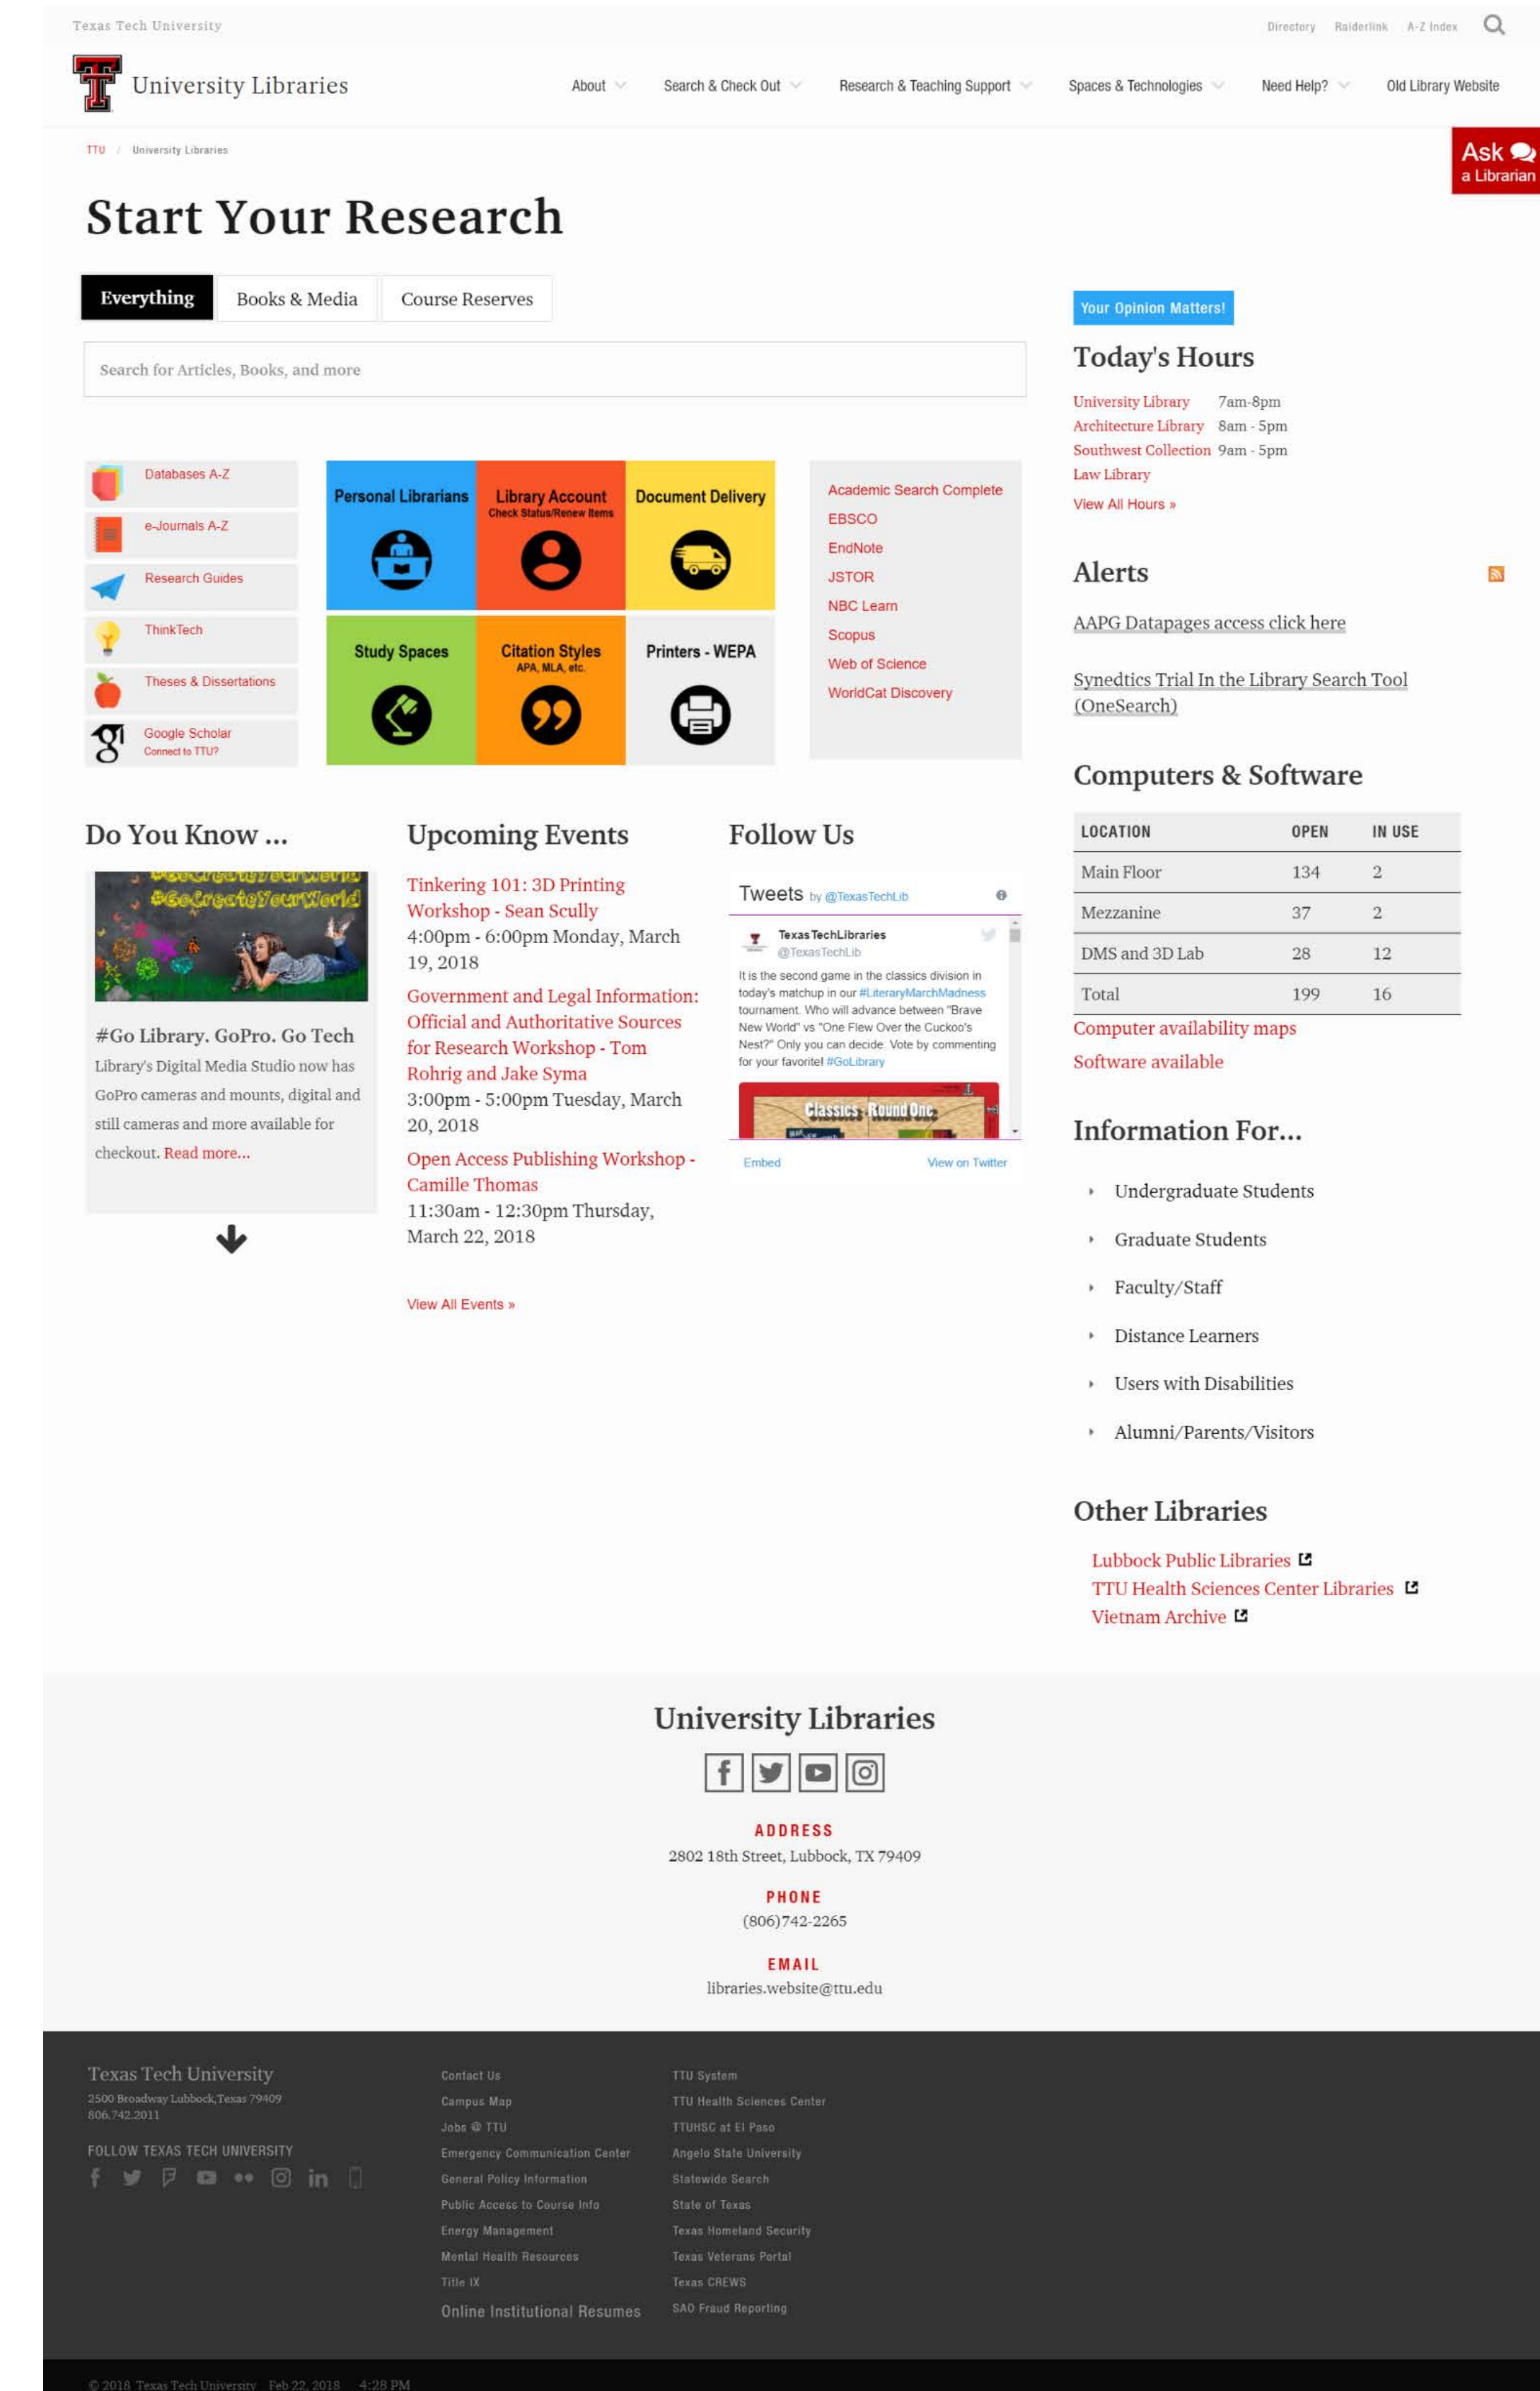 Texas Tech University
Directory Raiderlink A-Z Index
University Libraries
About Search & Check Out Research & Teaching Support Spaces & Technologies Need Help? Old Library Website
TTU / University Libraries
Ask
a Librarian
Start Your Research
Everything Books & Media Course Reserves
Search for Articles, Books, and more
Databases A-Z
e-Journals A-Z
Research Guides
ThinkTech
Theses & Dissertations
Google Scholar
Connect to TTU?
Personal Librarians
Library Account
Check Status/Renew Items
Document Delivery
Study Spaces
Citation Styles
APA, MLA, etc.
Printers - WEPA
Academic Search Complete
EBSCO
EndNote
JSTOR
NBC Learn
Scopus
Web of Science
WorldCat Discovery
Do You Know ...
#GoCreateYourWorld
#GoCreateYourWorld
#Go Library. GoPro. Go Tech
Library's Digital Media Studio now has
GoPro cameras and mounts, digital and
still cameras and more available for
checkout. Read more...
Upcoming Events
Tinkering 101: 3D Printing
Workshop - Sean Scully
4:00pm - 6:00pm Monday, March
19, 2018
Government and Legal Information:
Official and Authoritative Sources
for Research Workshop - Tom
Rohrig and Jake Syma
3:00pm - 5:00pm Tuesday, March
20, 2018
Open Access Publishing Workshop -
Camille Thomas
11:30am - 12:30pm Thursday,
March 22, 2018
View All Events »
Follow Us
Tweets by @TexasTechLib
TexasTechLibraries
@TexasTechLib
It is the second game in the classics division in
today's matchup in our #LiteraryMarchMadness
tournament. Who will advance between "Brave
New World" vs "One Flew Over the Cuckoo's
Nest?" Only you can decide. Vote by commenting
for your favorite! #GoLibrary
Classics : Round One
Embed View on Twitter
Your Opinion Matters!
Today's Hours
University Library 7am-8pm
Architecture Library 8am - 5pm
Southwest Collection 9am - 5pm
Law Library
View All Hours »
Alerts
AAPG Datapages access click here
Synedtics Trial In the Library Search Tool
(OneSearch)
Computers & Software
LOCATION OPEN IN USE
Main Floor 134 2
Mezzanine 37 2
DMS and 3D Lab 28 12
Total 199 16
Computer availability maps
Software available
Information For...
Undergraduate Students
Graduate Students
Faculty/Staff
Distance Learners
Users with Disabilities
Alumni/Parents/Visitors
Other Libraries
Lubbock Public Libraries
TTU Health Sciences Center Libraries
Vietnam Archive
University Libraries
ADDRESS
2802 18th Street, Lubbock, TX 79409
PHONE
(806)742-2265
EMAIL
libraries.website@ttu.edu
Texas Tech University
2500 Broadway Lubbock,Texas 79409
806.742.2011
FOLLOW TEXAS TECH UNIVERSITY
Contact Us
Campus Map
Jobs @ TTU
Emergency Communication Center
General Policy Information
Public Access to Course Info
Energy Management
Mental Health Resources
Title IX
Online Institutional Resumes
TTU System
TTU Health Sciences Center
TTUHSC at El Paso
Angelo State University
Statewide Search
State of Texas
Texas Homeland Security
Texas Veterans Portal
Texas CREWS
SAO Fraud Reporting
© 2018 Texas Tech University Feb 22, 2018 4:28 PM